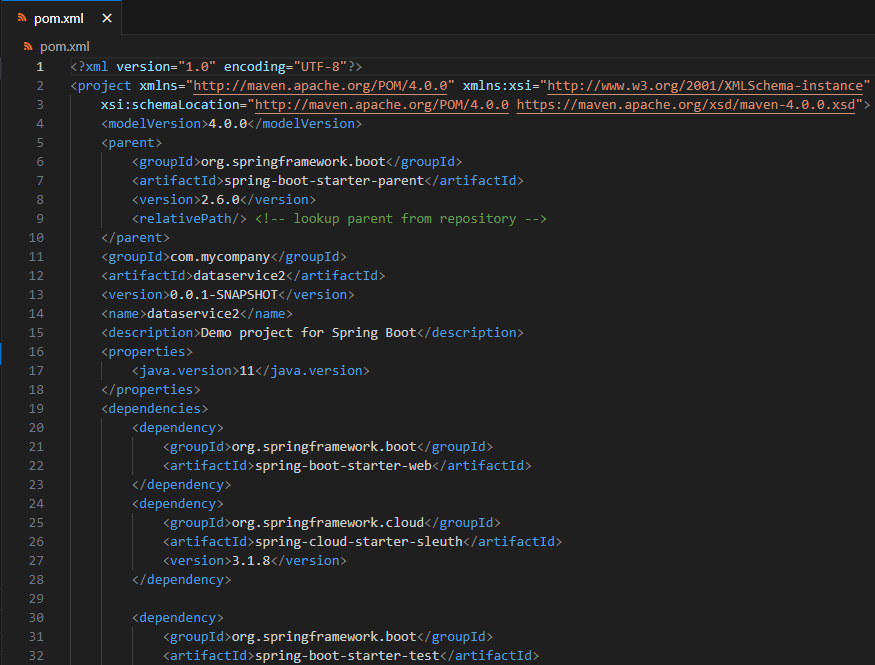 pom.xml
pom.xml
1 <?xml version="1.0" encoding="UTF-8"?>
2 <project xmlns="http://maven.apache.org/POM/4.0.0" xmlns:xsi="http://www.w3.org/2001/XMLSchema-instance"
3 xsi:schemaLocation="http://maven.apache.org/POM/4.0.0 https://maven.apache.org/xsd/maven-4.0.0.xsd">
4 <modelVersion>4.0.0</modelVersion>
5 <parent>
6 <groupId>org.springframework.boot</groupId>
7 <artifactId>spring-boot-starter-parent</artifactId>
8 <version>2.6.0</version>
9 <relativePath/> <!-- lookup parent from repository -->
10 </parent>
11 <groupId>com.mycompany</groupId>
12 <artifactId>dataservice2</artifactId>
13 <version>0.0.1-SNAPSHOT</version>
14 <name>dataservice2</name>
15 <description>Demo project for Spring Boot</description>
16 <properties>
17 <java.version>11</java.version>
18 </properties>
19 <dependencies>
20 <dependency>
21 <groupId>org.springframework.boot</groupId>
22 <artifactId>spring-boot-starter-web</artifactId>
23 </dependency>
24 <dependency>
25 <groupId>org.springframework.cloud</groupId>
26 <artifactId>spring-cloud-starter-sleuth</artifactId>
27 <version>3.1.8</version>
28 </dependency>
29
30 <dependency>
31 <groupId>org.springframework.boot</groupId>
32 <artifactId>spring-boot-starter-test</artifactId>